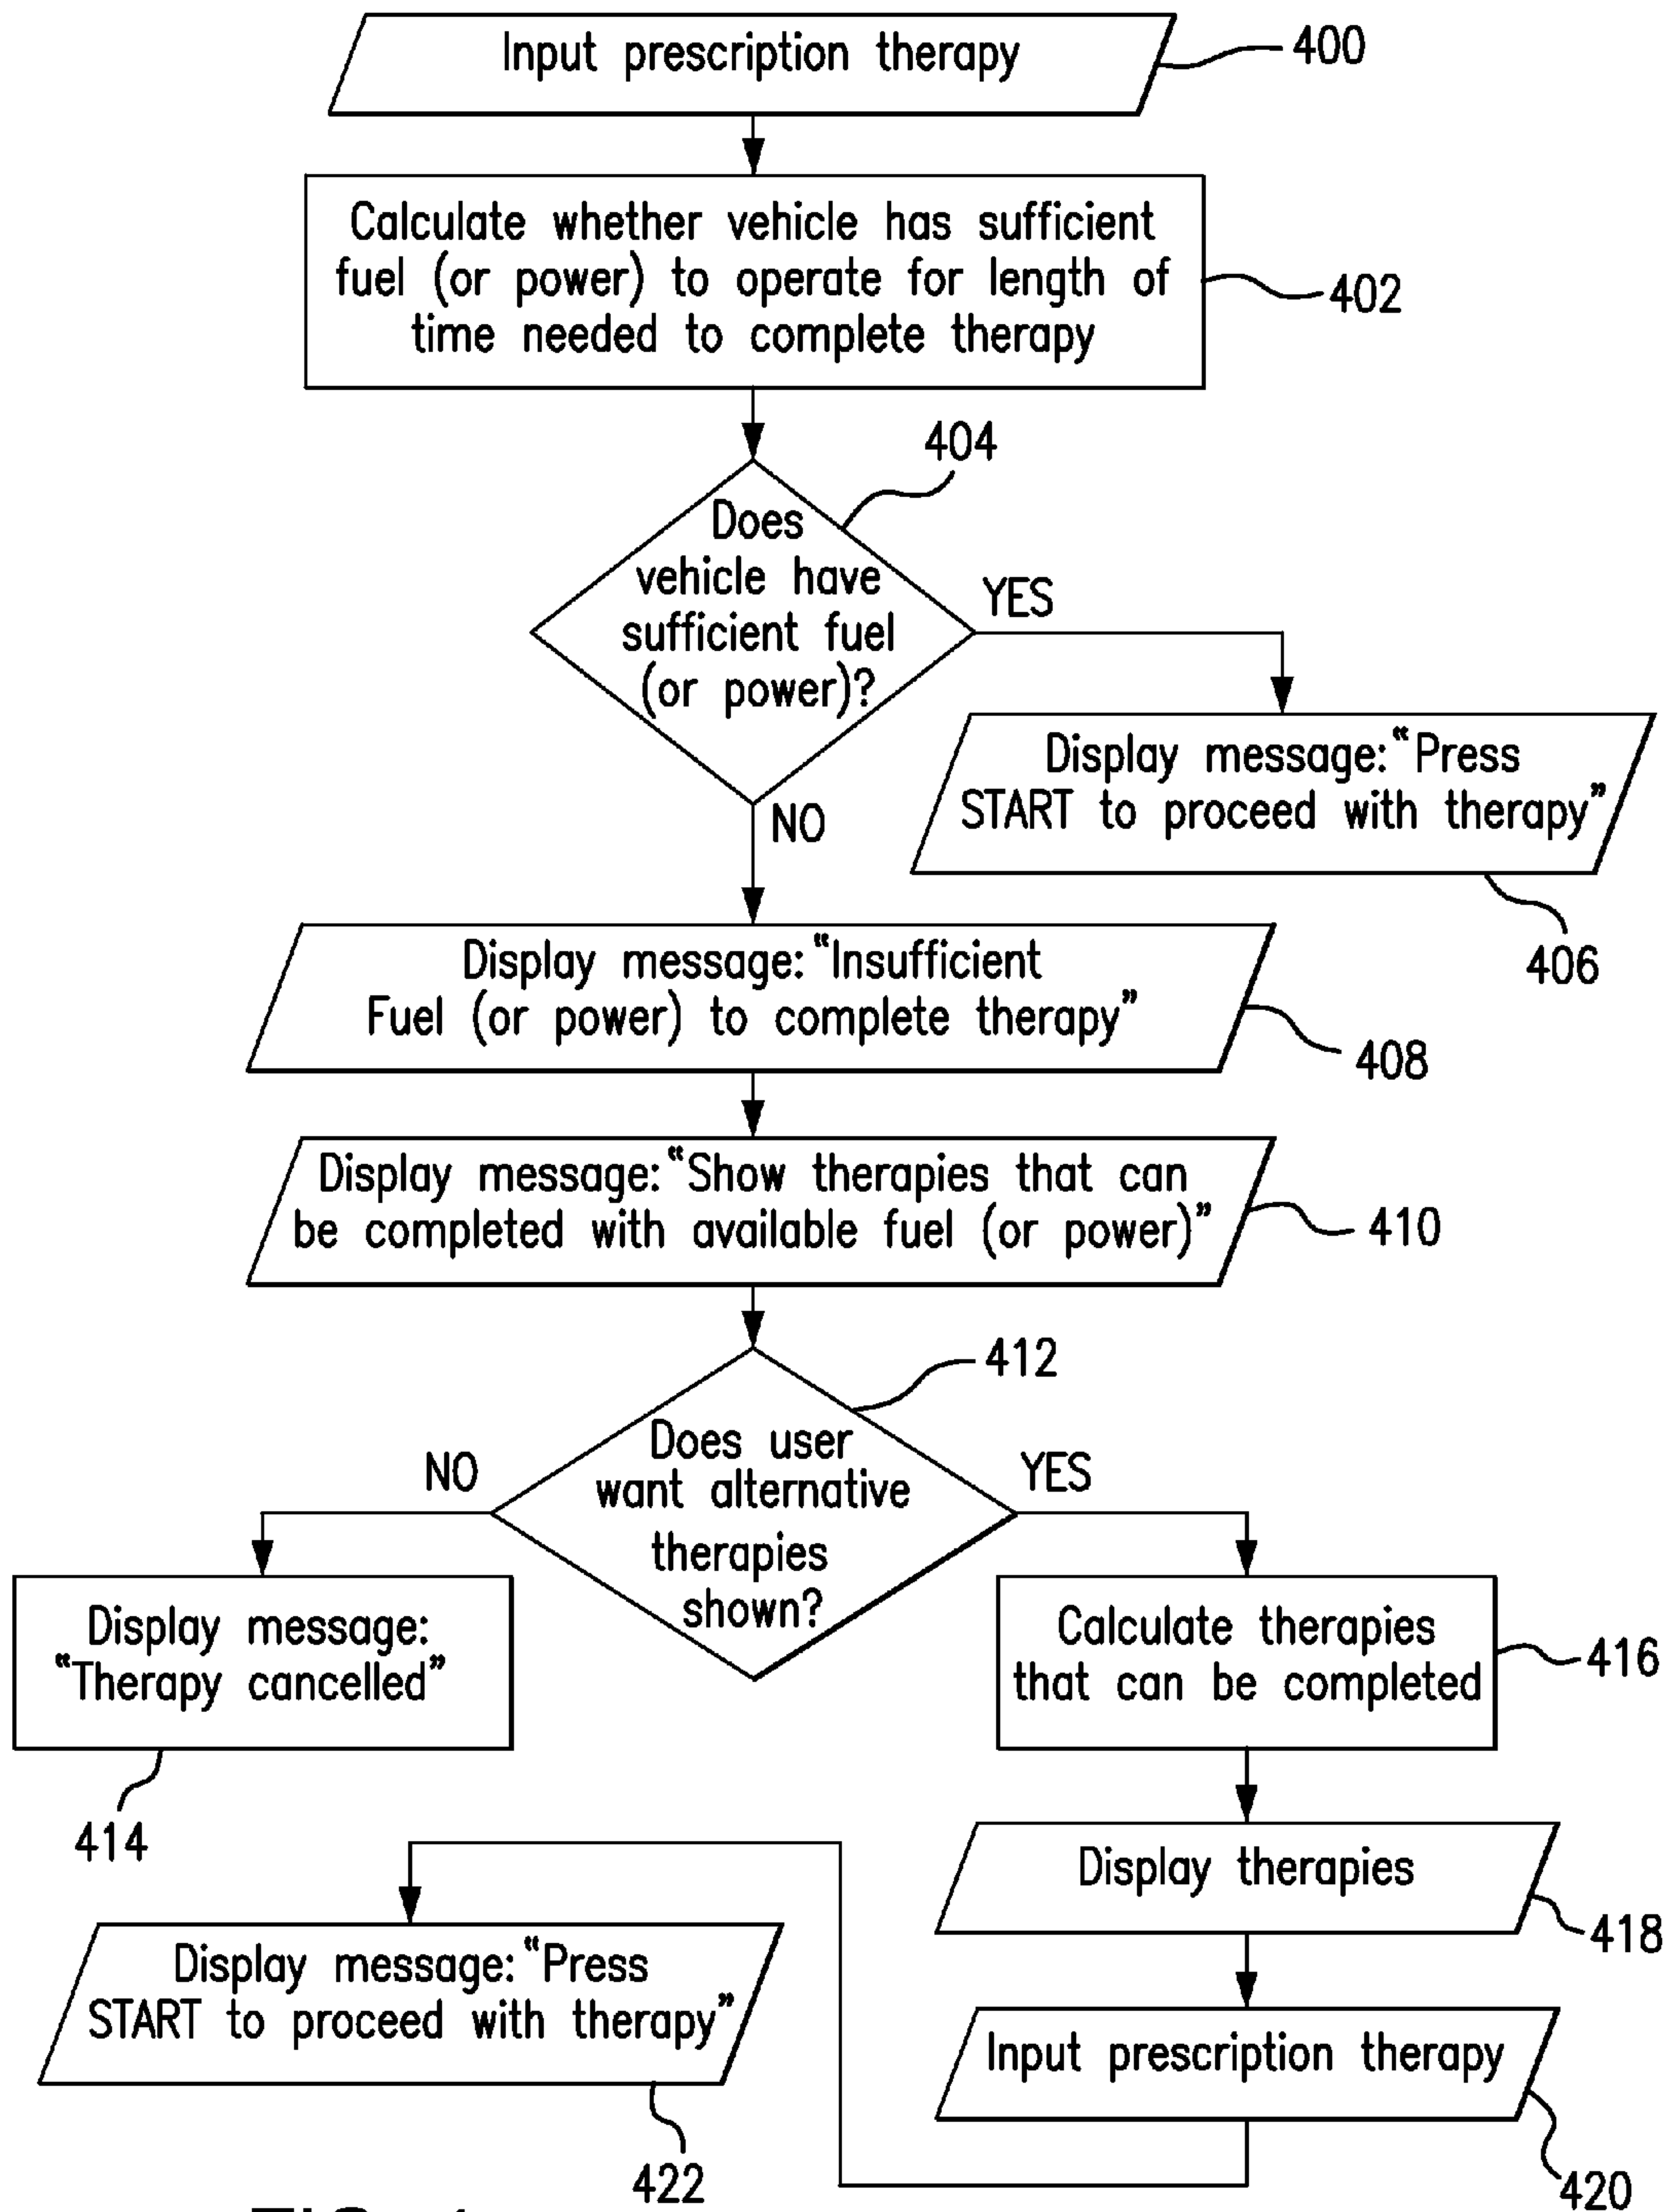 Input prescription therapy
400
Calculate whether vehicle has sufficient
fuel (or power) to operate for length of
time needed to complete therapy
402
404
Does
vehicle have
sufficient fuel
(or power)?
YES
NO
Display message: “Press
START to proceed with therapy”
406
Display message: “Insufficient
Fuel (or power) to complete therapy”
408
Display message: “Show therapies that can
be completed with available fuel (or power)”
410
412
Does user
want alternative
therapies
shown?
NO
YES
Display message:
“Therapy cancelled”
414
Calculate therapies
that can be completed
416
Display therapies
418
Input prescription therapy
420
Display message: “Press
START to proceed with therapy”
422